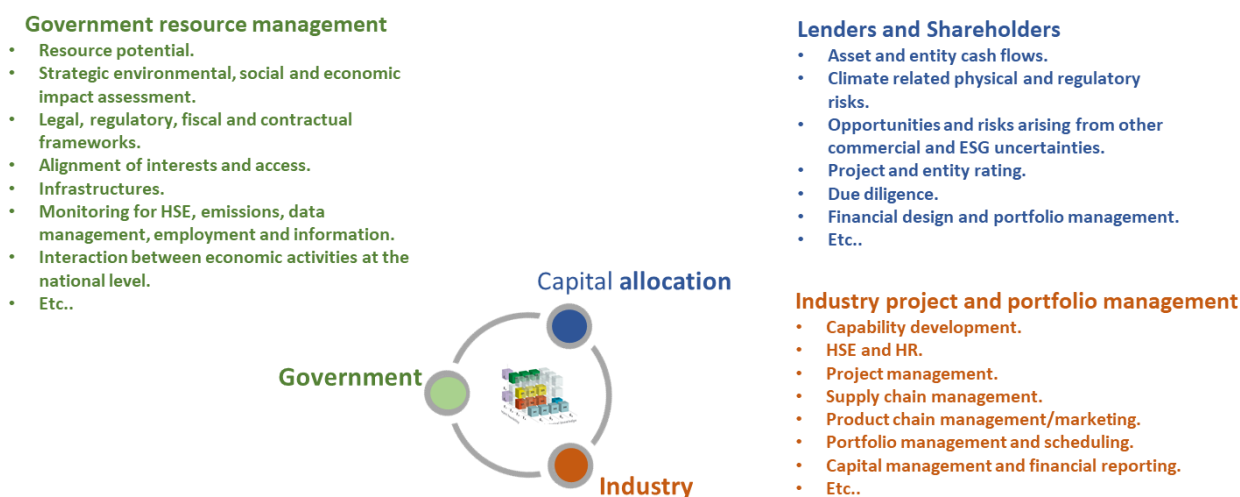 Government resource management
• Resource potential.
• Strategic environmental, social and economic
impact assessment.
• Legal, regulatory, fiscal and contractual
frameworks.
• Alignment of interests and access.
• Infrastructures.
• Monitoring for HSE, emissions, data
management, employment and information.
• Interaction between economic activities at the
national level.
• Etc..
Lenders and Shareholders
• Asset and entity cash flows.
• Climate related physical and regulatory
risks.
• Opportunities and risks arising from other
commercial and ESG uncertainties.
• Project and entity rating.
• Due diligence.
• Financial design and portfolio management.
• Etc..
Capital allocation
Government
Industry
Industry project and portfolio management
• Capability development.
• HSE and HR.
• Project management.
• Supply chain management.
• Product chain management/marketing.
• Portfolio management and scheduling.
• Capital management and financial reporting.
• Etc..